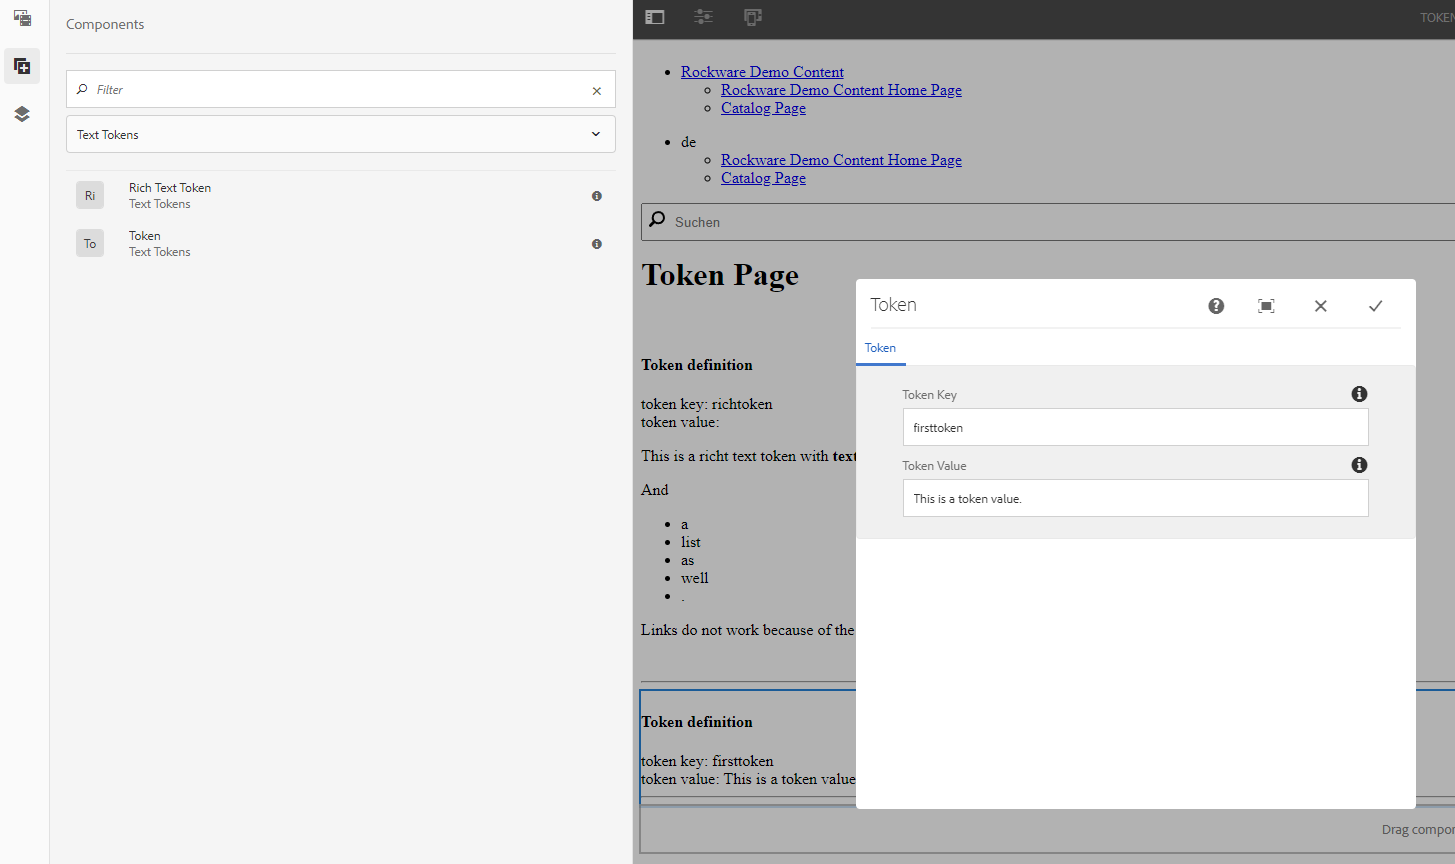 Components
Filter
Text Tokens
Ri
Rich Text Token
Text Tokens
To
Token
Text Tokens
Rockware Demo Content
Rockware Demo Content Home Page
Catalog Page
de
Rockware Demo Content Home Page
Catalog Page
Suchen
Token Page
Token definition
token key: richtoken
token value:
This is a richt text token with text
And
a
list
as
well
.
Links do not work because of the
Token definition
token key: firsttoken
token value: This is a token value
Token
Token
Token Key
firsttoken
Token Value
This is a token value.